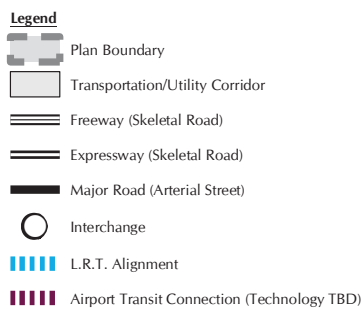 Legend
Plan Boundary
Transportation/Utility Corridor
Freeway (Skeletal Road)
Expressway (Skeletal Road)
Major Road (Arterial Street)
Interchange
L.R.T. Alignment
Airport Transit Connection (Technology TBD)